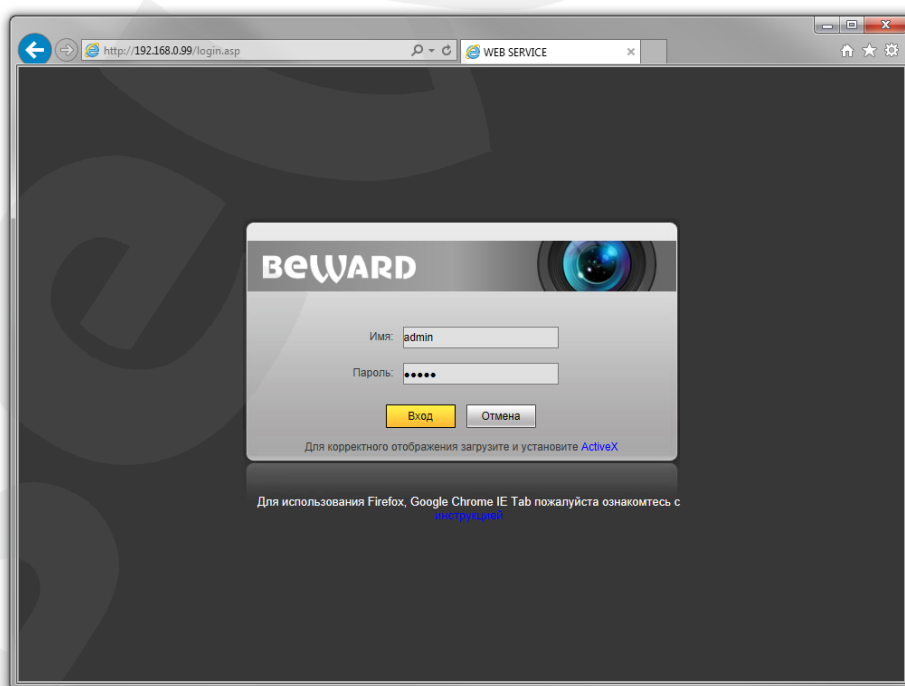 http://192.168.0.99/login.asp
WEB SERVICE
BEWARD
Имя: admin
Пароль: •••••
Вход Отмена
Для корректного отображения загрузите и установите ActiveX
Для использования Firefox, Google Chrome IE Tab пожалуйста ознакомтесь с
инструкцией